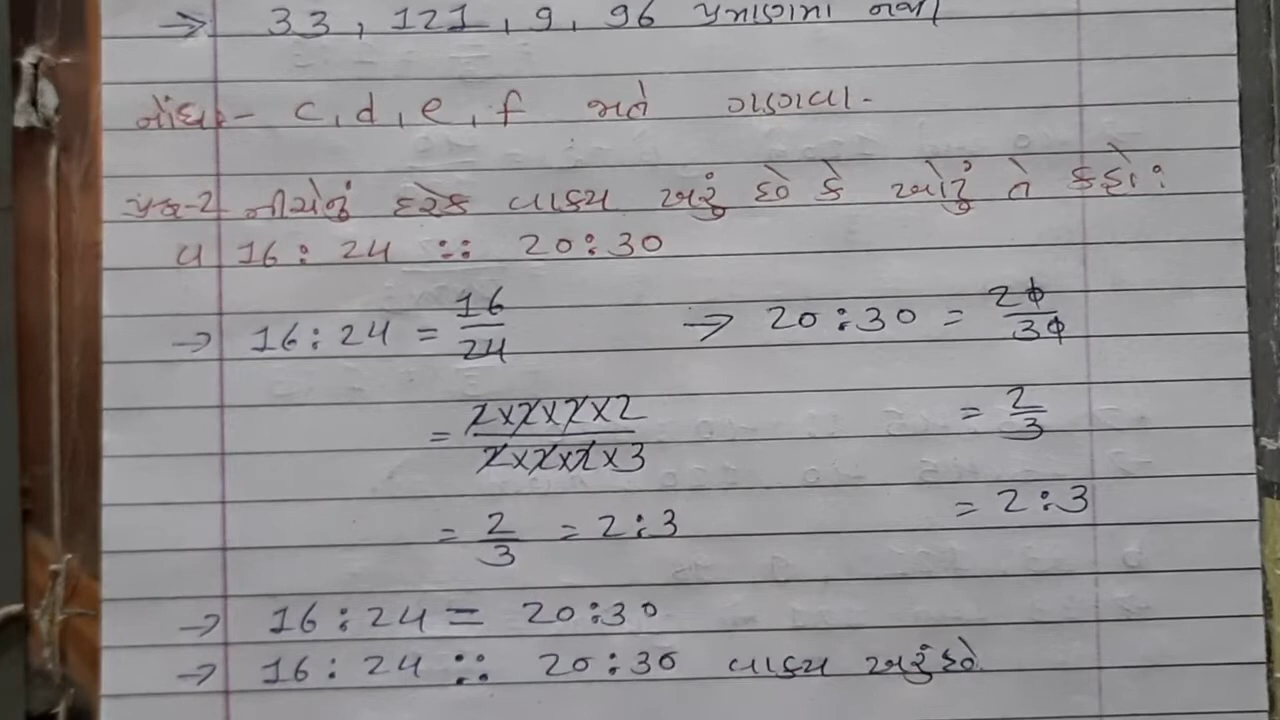 → 33, 121, 9, 96 પ્રમાણમાં નથી
નોંધ:- c, d, e, f જાતે ગણવા.
પ્રશ્ન-2 નીચેનું દરેક વાક્ય ખરું છે કે ખોટું તે કહો:
a) 16 : 24 :: 20 : 30
→ 16 : 24 = 16/24 → 20 : 30 = 20/30
= 2×2×2×2 / 2×2×2×3 = 2/3
= 2/3 = 2 : 3 = 2 : 3
→ 16 : 24 = 20 : 30
→ 16 : 24 :: 20 : 30 વાક્ય ખરું છે.